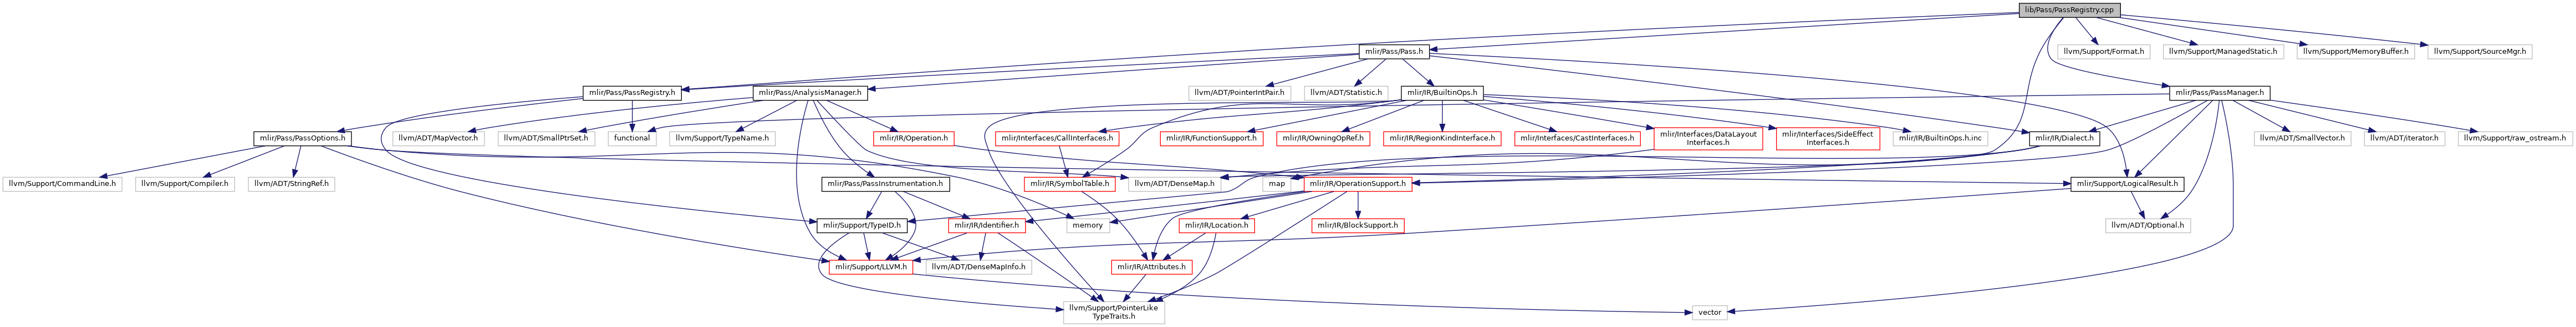 lib/Pass/PassRegistry.cpp
mlir/Pass/Pass.h
llvm/Support/Format.h
llvm/Support/ManagedStatic.h
llvm/Support/MemoryBuffer.h
llvm/Support/SourceMgr.h
mlir/Pass/PassRegistry.h
mlir/Pass/AnalysisManager.h
llvm/ADT/PointerIntPair.h
llvm/ADT/Statistic.h
mlir/IR/BuiltinOps.h
mlir/Pass/PassManager.h
mlir/Pass/PassOptions.h
llvm/ADT/MapVector.h
llvm/ADT/SmallPtrSet.h
functional
llvm/Support/TypeName.h
mlir/IR/Operation.h
mlir/Interfaces/CallInterfaces.h
mlir/IR/FunctionSupport.h
mlir/IR/OwningOpRef.h
mlir/IR/RegionKindInterface.h
mlir/Interfaces/CastInterfaces.h
mlir/Interfaces/DataLayout
Interfaces.h
mlir/Interfaces/SideEffect
Interfaces.h
mlir/IR/BuiltinOps.h.inc
mlir/IR/Dialect.h
llvm/ADT/SmallVector.h
llvm/ADT/iterator.h
llvm/Support/raw_ostream.h
llvm/Support/CommandLine.h
llvm/Support/Compiler.h
llvm/ADT/StringRef.h
mlir/Pass/PassInstrumentation.h
mlir/IR/SymbolTable.h
llvm/ADT/DenseMap.h
map
mlir/IR/OperationSupport.h
mlir/Support/LogicalResult.h
mlir/Support/TypeID.h
mlir/IR/Identifier.h
memory
mlir/IR/Location.h
mlir/IR/BlockSupport.h
llvm/ADT/Optional.h
mlir/Support/LLVM.h
llvm/ADT/DenseMapInfo.h
mlir/IR/Attributes.h
llvm/Support/PointerLike
TypeTraits.h
vector